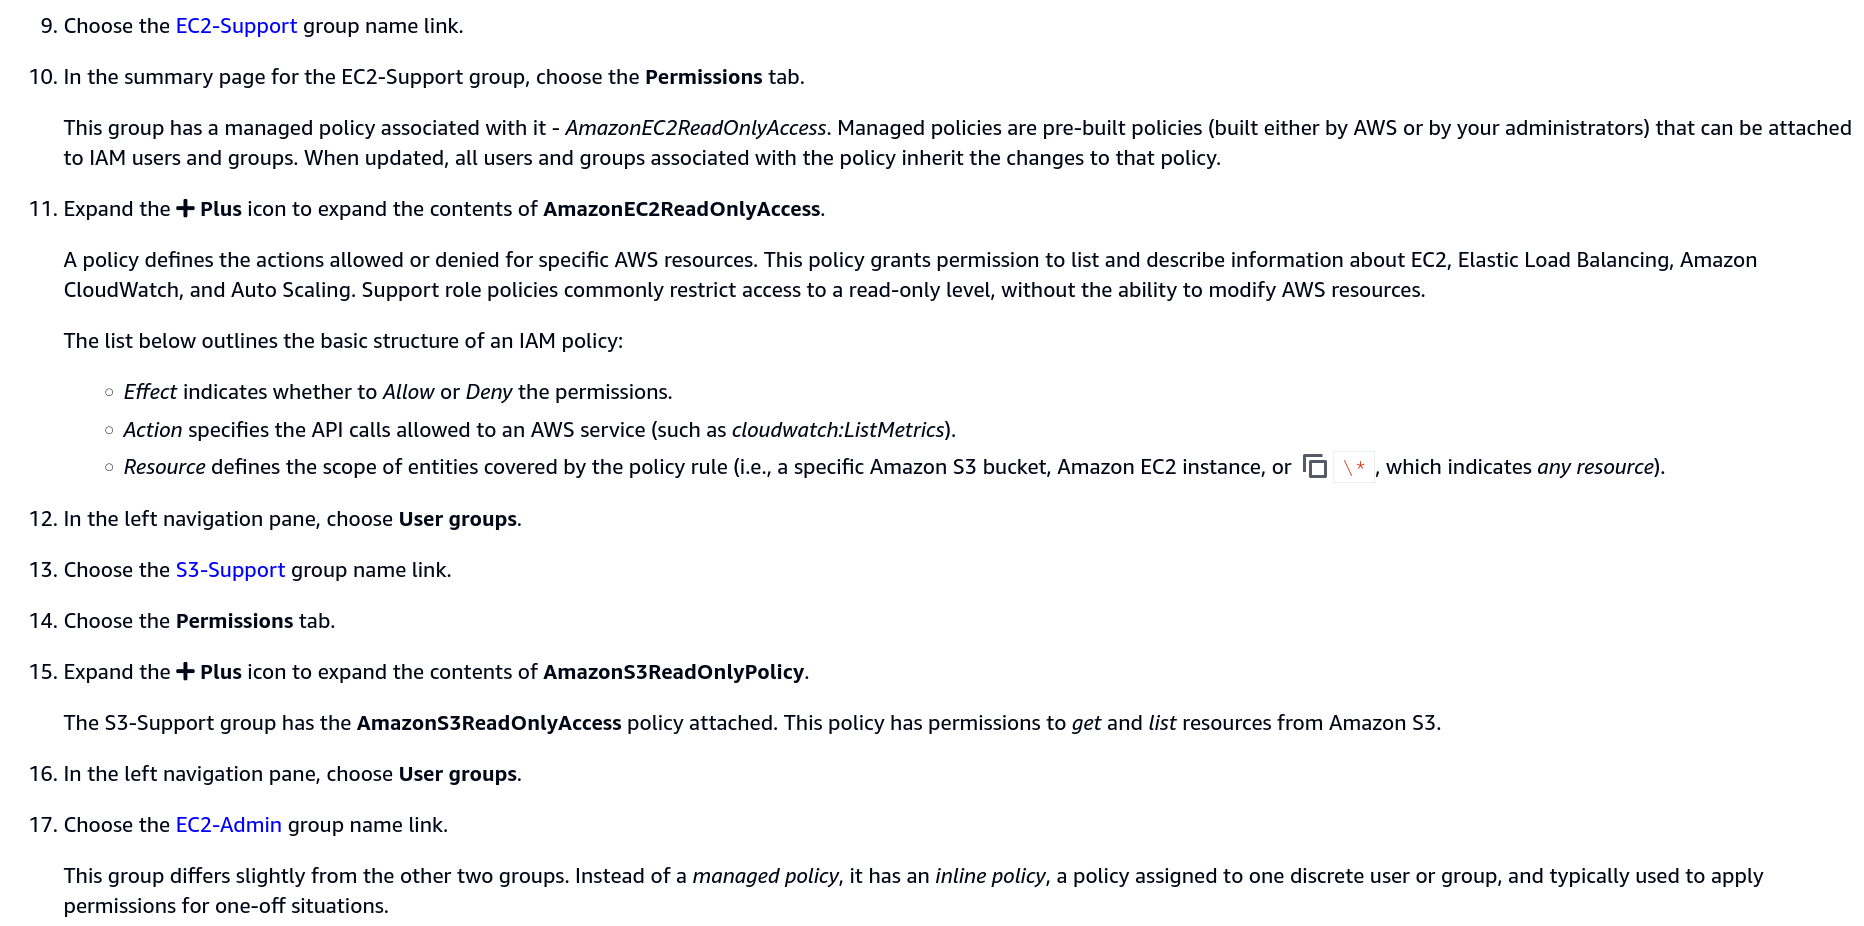 9. Choose the EC2-Support group name link.
10. In the summary page for the EC2-Support group, choose the Permissions tab.
This group has a managed policy associated with it - AmazonEC2ReadOnlyAccess. Managed policies are pre-built policies (built either by AWS or by your administrators) that can be attached
to IAM users and groups. When updated, all users and groups associated with the policy inherit the changes to that policy.
11. Expand the + Plus icon to expand the contents of AmazonEC2ReadOnlyAccess.
A policy defines the actions allowed or denied for specific AWS resources. This policy grants permission to list and describe information about EC2, Elastic Load Balancing, Amazon
CloudWatch, and Auto Scaling. Support role policies commonly restrict access to a read-only level, without the ability to modify AWS resources.
The list below outlines the basic structure of an IAM policy:
○ Effect indicates whether to Allow or Deny the permissions.
○ Action specifies the API calls allowed to an AWS service (such as cloudwatch:ListMetrics).
○ Resource defines the scope of entities covered by the policy rule (i.e., a specific Amazon S3 bucket, Amazon EC2 instance, or \*, which indicates any resource).
12. In the left navigation pane, choose User groups.
13. Choose the S3-Support group name link.
14. Choose the Permissions tab.
15. Expand the + Plus icon to expand the contents of AmazonS3ReadOnlyPolicy.
The S3-Support group has the AmazonS3ReadOnlyAccess policy attached. This policy has permissions to get and list resources from Amazon S3.
16. In the left navigation pane, choose User groups.
17. Choose the EC2-Admin group name link.
This group differs slightly from the other two groups. Instead of a managed policy, it has an inline policy, a policy assigned to one discrete user or group, and typically used to apply
permissions for one-off situations.